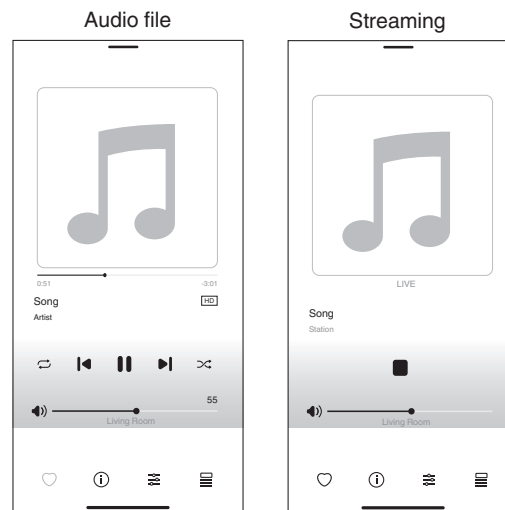 Audio file
0:51 -3:01
Song HD
Artist
55
Living Room
Streaming
LIVE
Song
Station
Living Room